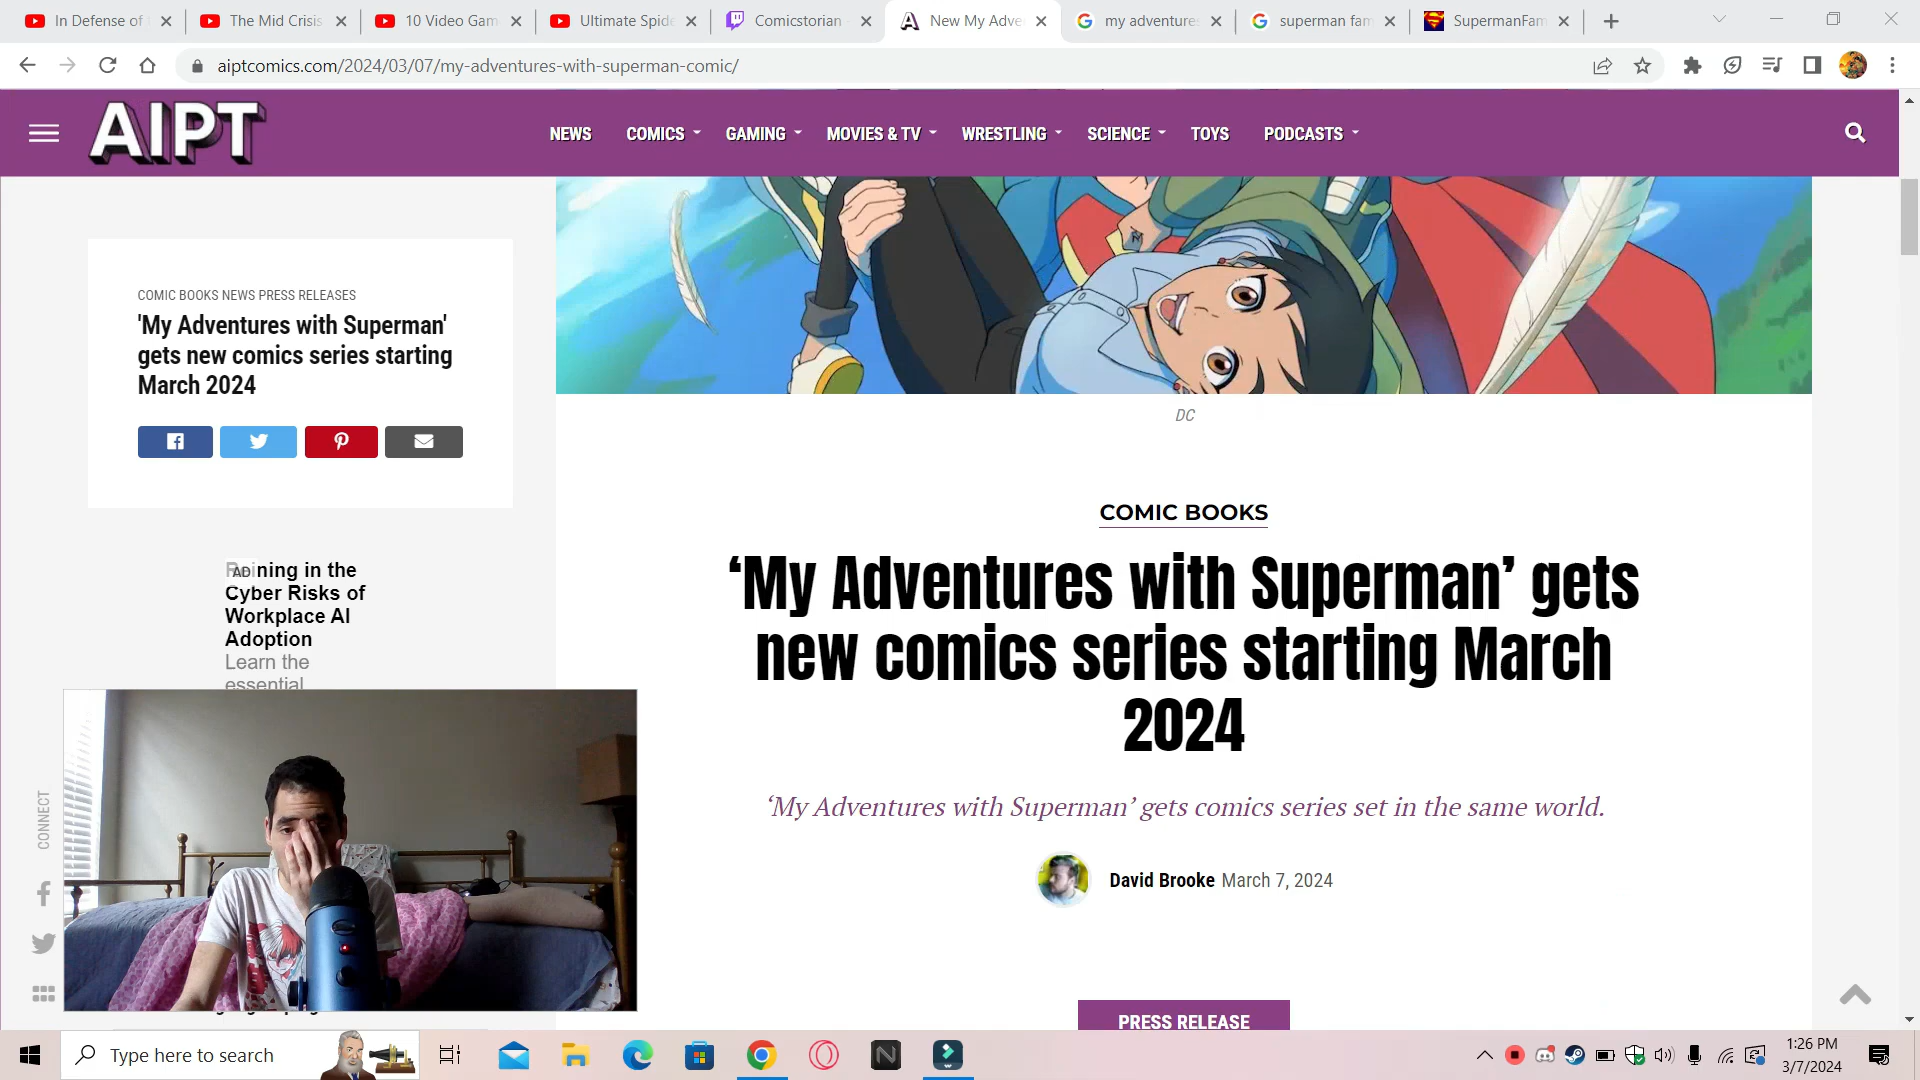 In Defense of
The Mid Crisis
10 Video Gam
Ultimate Spide
Comicstorian
New My Adve
my adventures
superman fam
SupermanFam
aiptcomics.com/2024/03/07/my-adventures-with-superman-comic/
AIPT
NEWS
COMICS
GAMING
MOVIES & TV
WRESTLING
SCIENCE
TOYS
PODCASTS
COMIC BOOKS NEWS PRESS RELEASES
'My Adventures with Superman'
gets new comics series starting
March 2024
DC
COMIC BOOKS
‘My Adventures with Superman’ gets
new comics series starting March
2024
‘My Adventures with Superman’ gets comics series set in the same world.
David Brooke March 7, 2024
PRESS RELEASE
AD
Reining in the
Cyber Risks of
Workplace AI
Adoption
Learn the
essential
CONNECT
Type here to search
1:26 PM
3/7/2024